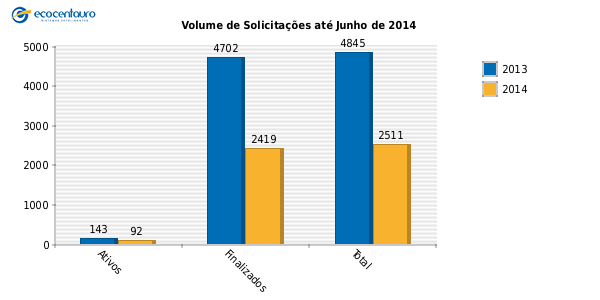 ecocentauro
Volume de Solicitações até Junho de 2014
5000
4000
3000
2000
1000
0
143
92
4702
2419
4845
2511
Ativos
Finalizados
Total
2013
2014